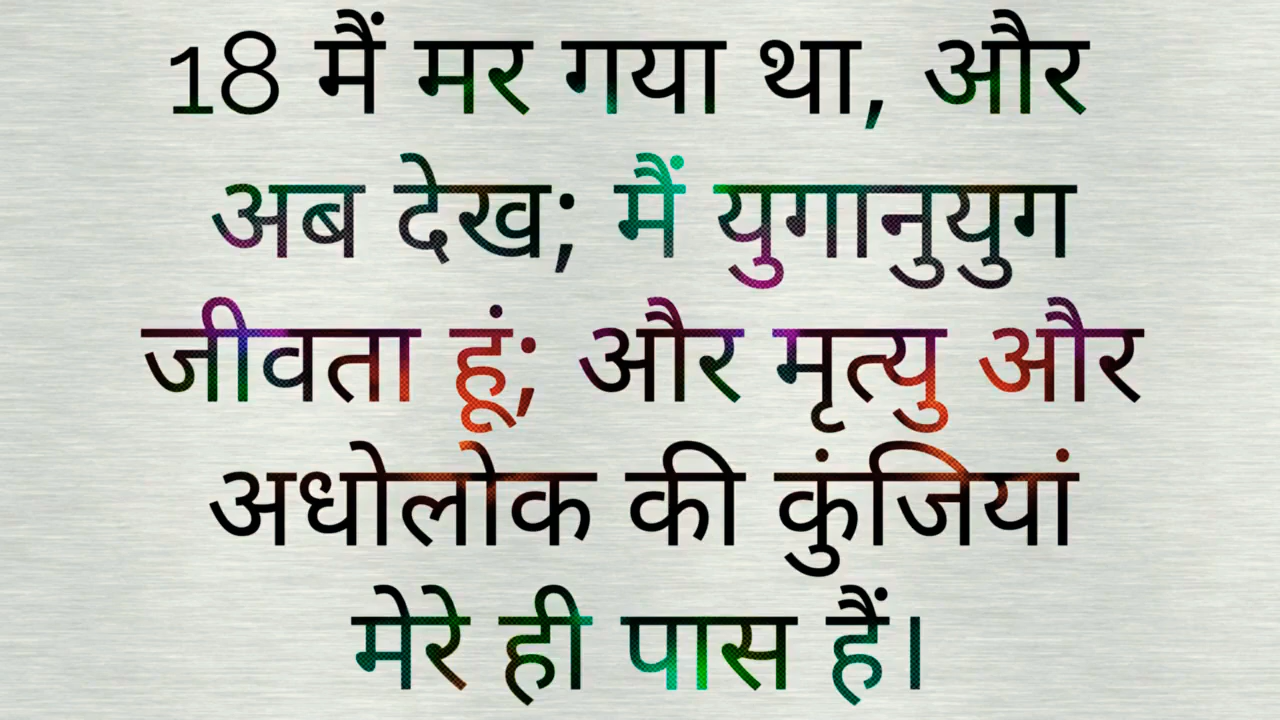 18 मैं मर गया था, और
अब देख; मैं युगानुयुग
जीवता हूं; और मृत्यु और
अधोलोक की कुंजियां
मेरे ही पास हैं।